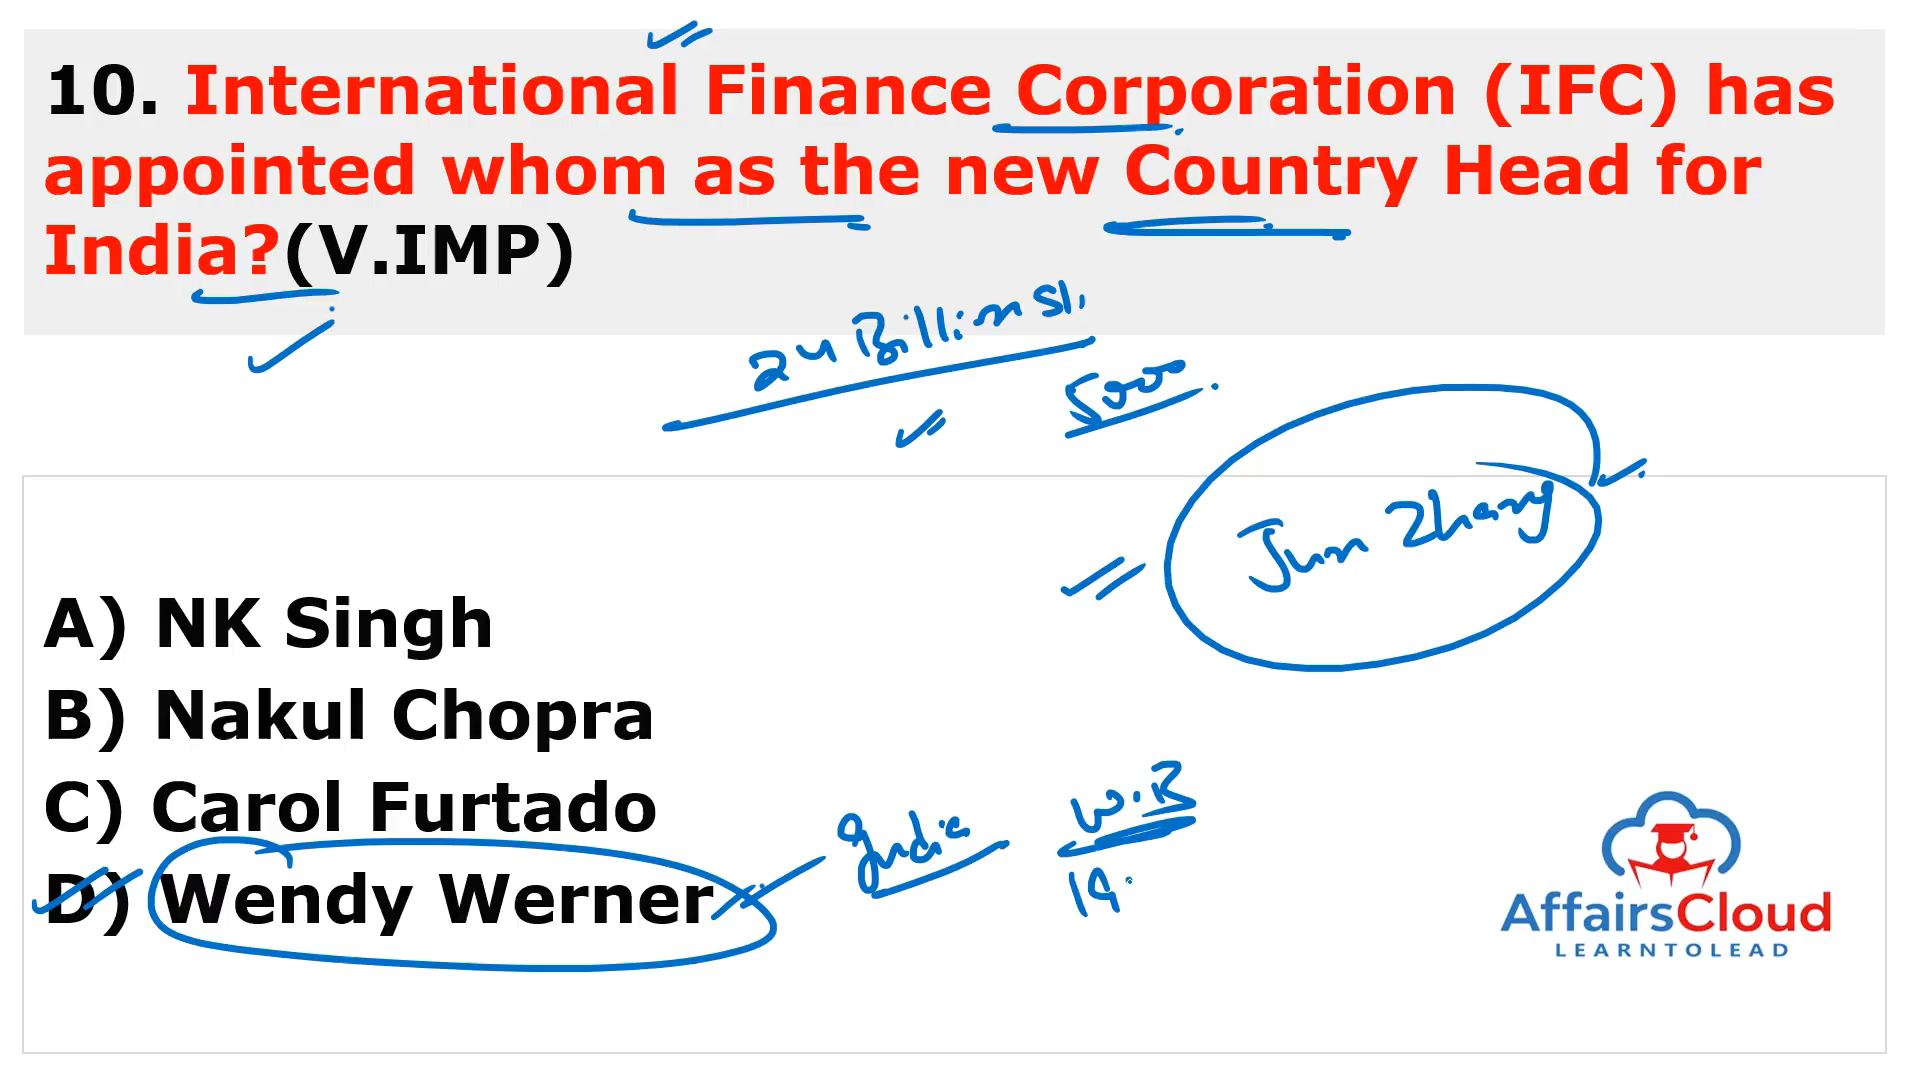 10. International Finance Corporation (IFC) has
appointed whom as the new Country Head for
India?(V.IMP)
24 Billion
5000
Jun Zhang
A) NK Singh
B) Nakul Chopra
C) Carol Furtado
D) Wendy Werner
India
W.B
19
AffairsCloud
LEARNTOLEAD